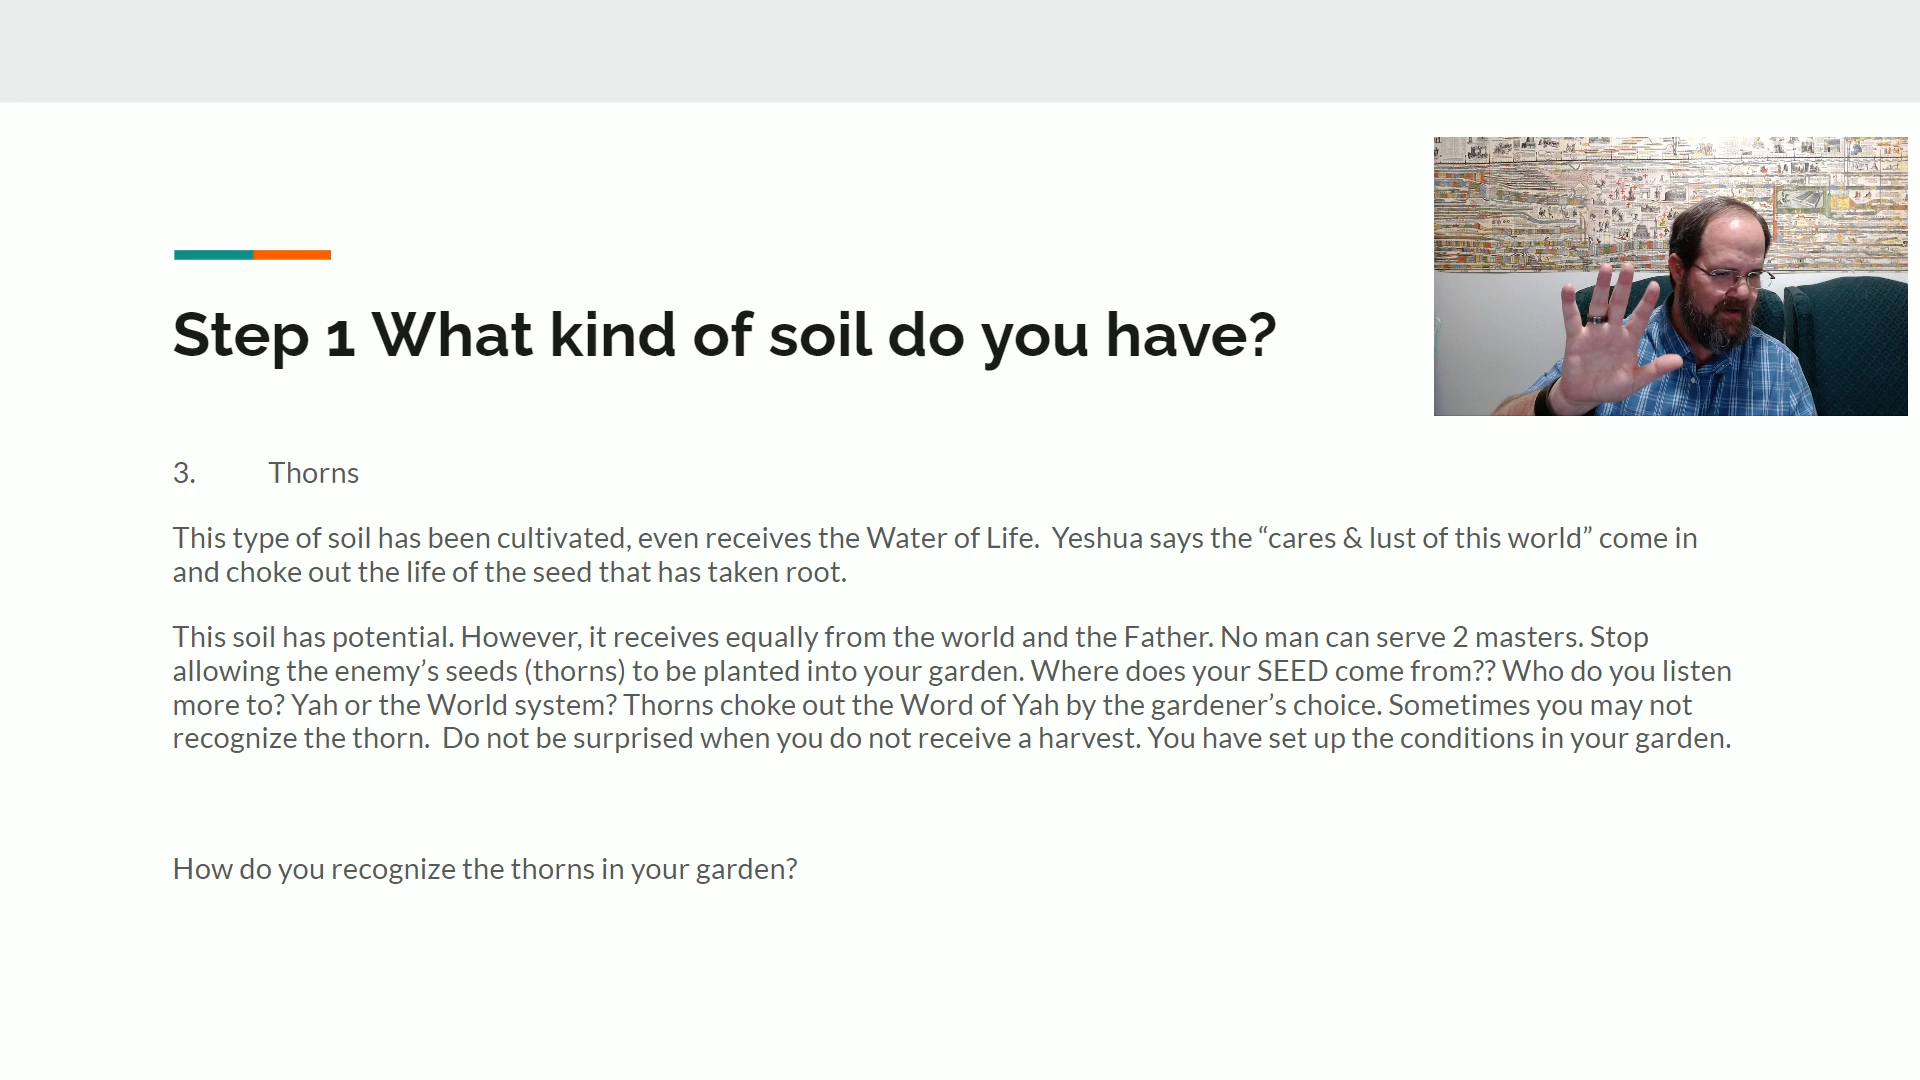 Step 1 What kind of soil do you have?
3. Thorns
This type of soil has been cultivated, even receives the Water of Life.  Yeshua says the “cares & lust of this world” come in
and choke out the life of the seed that has taken root.
This soil has potential. However, it receives equally from the world and the Father. No man can serve 2 masters. Stop
allowing the enemy’s seeds (thorns) to be planted into your garden. Where does your SEED come from?? Who do you listen
more to? Yah or the World system? Thorns choke out the Word of Yah by the gardener’s choice. Sometimes you may not
recognize the thorn.  Do not be surprised when you do not receive a harvest. You have set up the conditions in your garden.
How do you recognize the thorns in your garden?